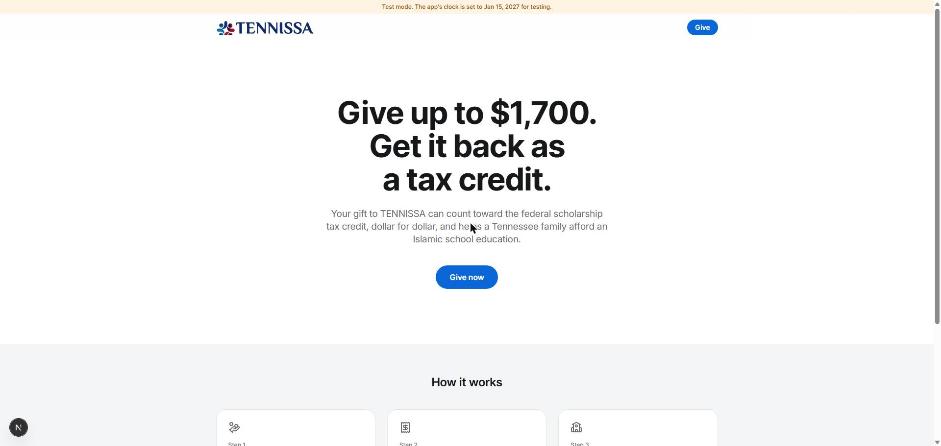 Test mode. The app's clock is set to Jan 15, 2027 for testing.
TENNISSA
Give
Give up to $1,700.
Get it back as
a tax credit.
Your gift to TENNISSA can count toward the federal scholarship
tax credit, dollar for dollar, and helps a Tennessee family afford an
Islamic school education.
Give now
How it works
Step 1
Step 2
Step 3
N